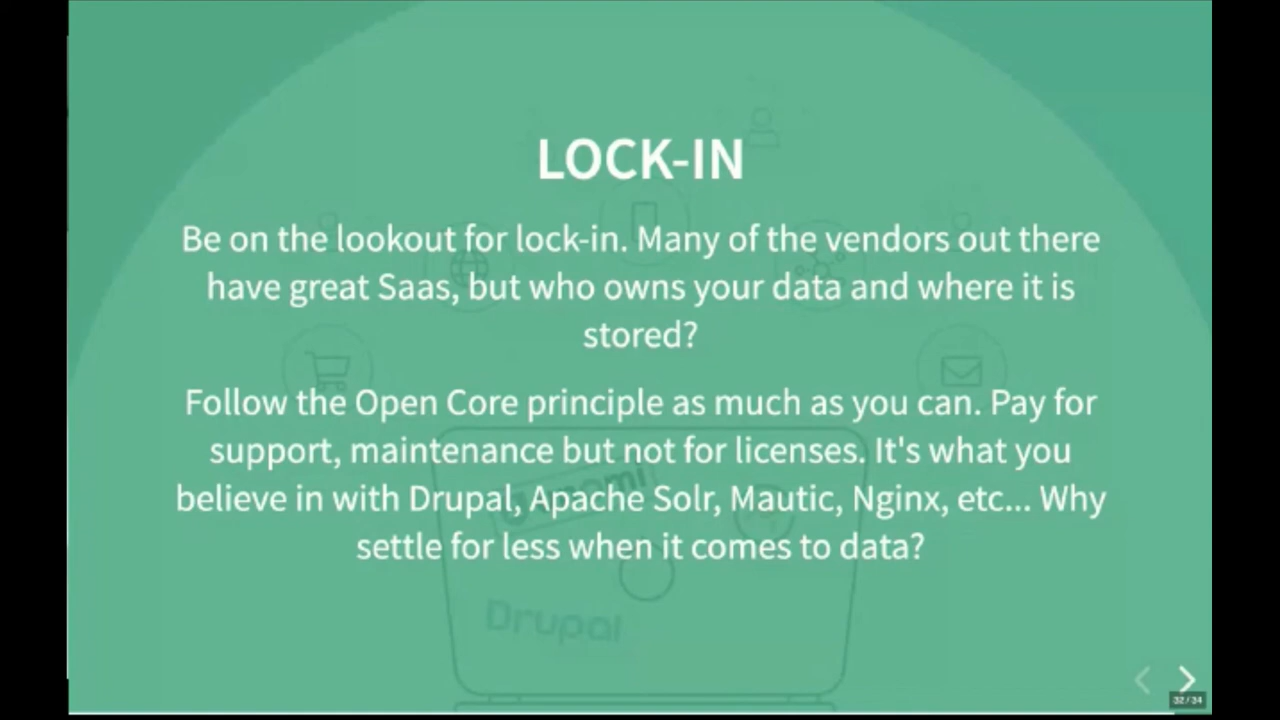 LOCK-IN
Be on the lookout for lock-in. Many of the vendors out there
have great Saas, but who owns your data and where it is
stored?
Follow the Open Core principle as much as you can. Pay for
support, maintenance but not for licenses. It's what you
believe in with Drupal, Apache Solr, Mautic, Nginx, etc... Why
settle for less when it comes to data?
Drupal
32 / 34